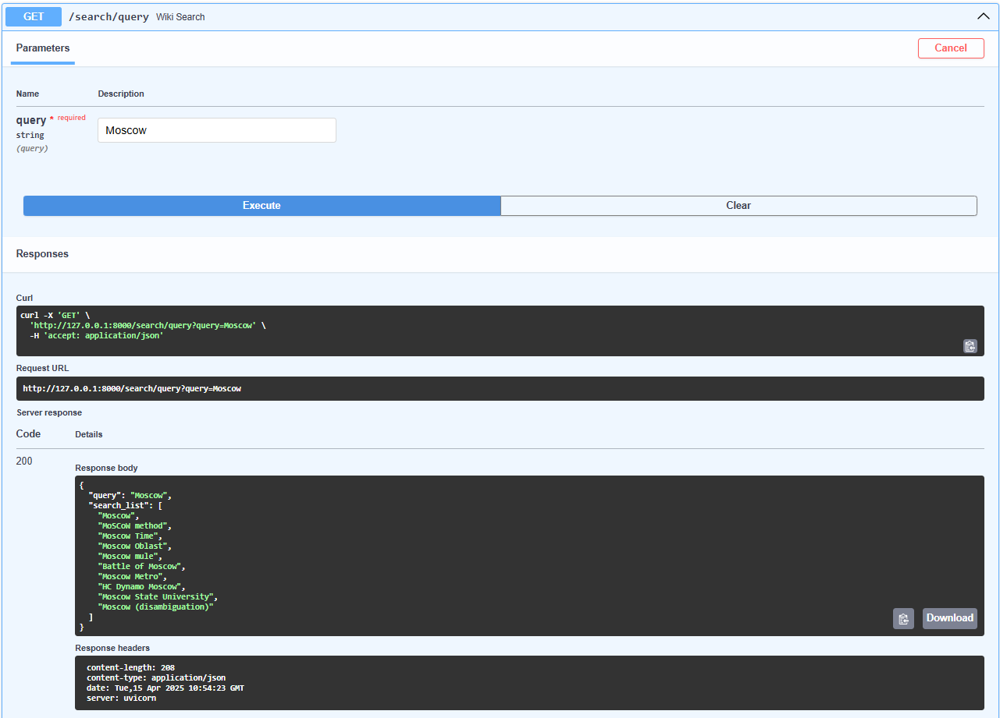 GET /search/query Wiki Search
Parameters
Cancel
Name Description
query * required
string
(query)
Moscow
Execute
Clear
Responses
Curl
curl -X 'GET' \
  'http://127.0.0.1:8000/search/query?query=Moscow' \
  -H 'accept: application/json'
Request URL
http://127.0.0.1:8000/search/query?query=Moscow
Server response
Code Details
200
Response body
{
  "query": "Moscow",
  "search_list": [
    "Moscow",
    "MoSCoW method",
    "Moscow Time",
    "Moscow Oblast",
    "Moscow mule",
    "Battle of Moscow",
    "Moscow Metro",
    "HC Dynamo Moscow",
    "Moscow State University",
    "Moscow (disambiguation)"
  ]
}
Download
Response headers
content-length: 208
content-type: application/json
date: Tue,15 Apr 2025 10:54:23 GMT
server: uvicorn